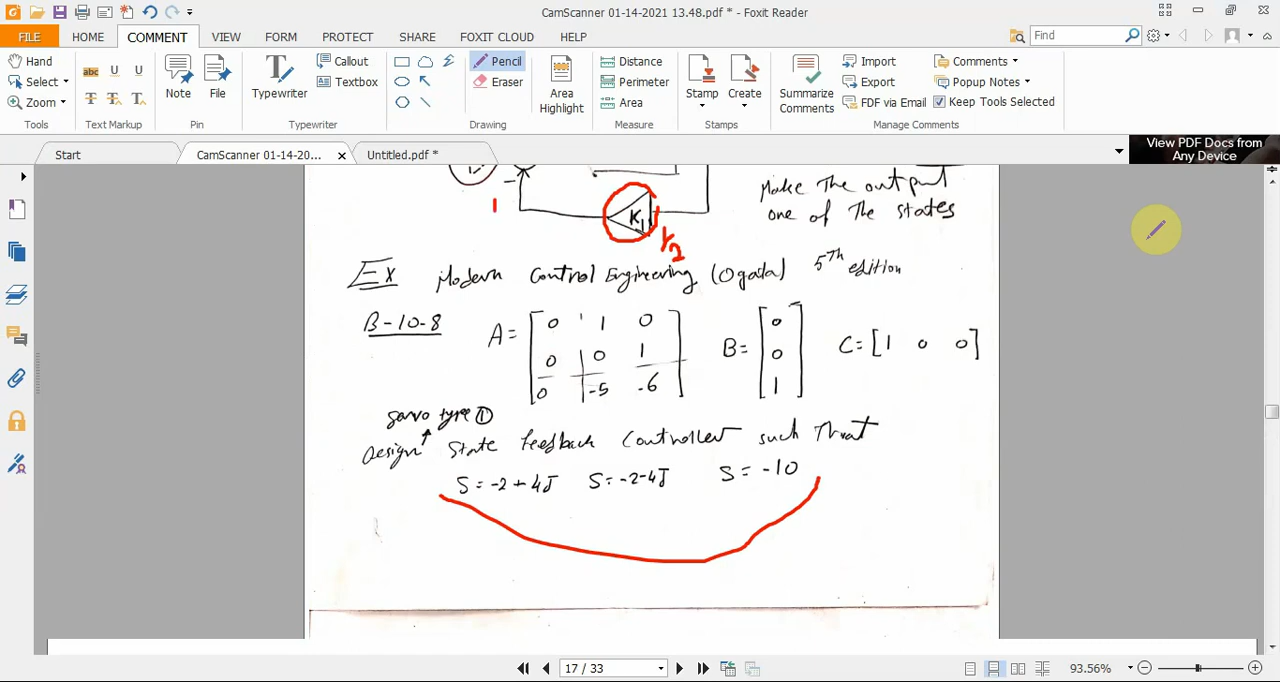 CamScanner 01-14-2021 13.48.pdf * - Foxit Reader
FILE HOME COMMENT VIEW FORM PROTECT SHARE FOXIT CLOUD HELP Find
Hand Select Zoom Tools
abc U U T T T Text Markup
Note File Pin
Typewriter Callout Textbox Typewriter
Pencil Eraser Drawing
Area Highlight
Distance Perimeter Area Measure
Stamp Create Stamps
Summarize Comments Import Export FDF via Email Comments Popup Notes Keep Tools Selected Manage Comments
Start CamScanner 01-14-20... Untitled.pdf *
View PDF Docs from Any Device
Make The output
one of The states
-
1 K1 r2
Ex Modern Control Engineering (Ogata) 5Th edition
B-10-8
A= [0 1 0
0 0 1
0 -5 -6]
B= [0
0
1]
C= [1 0 0]
servo type 1
Design State feedback Controller such That
S = -2 + 4J S = -2-4J S = -10
17 / 33 93.56%